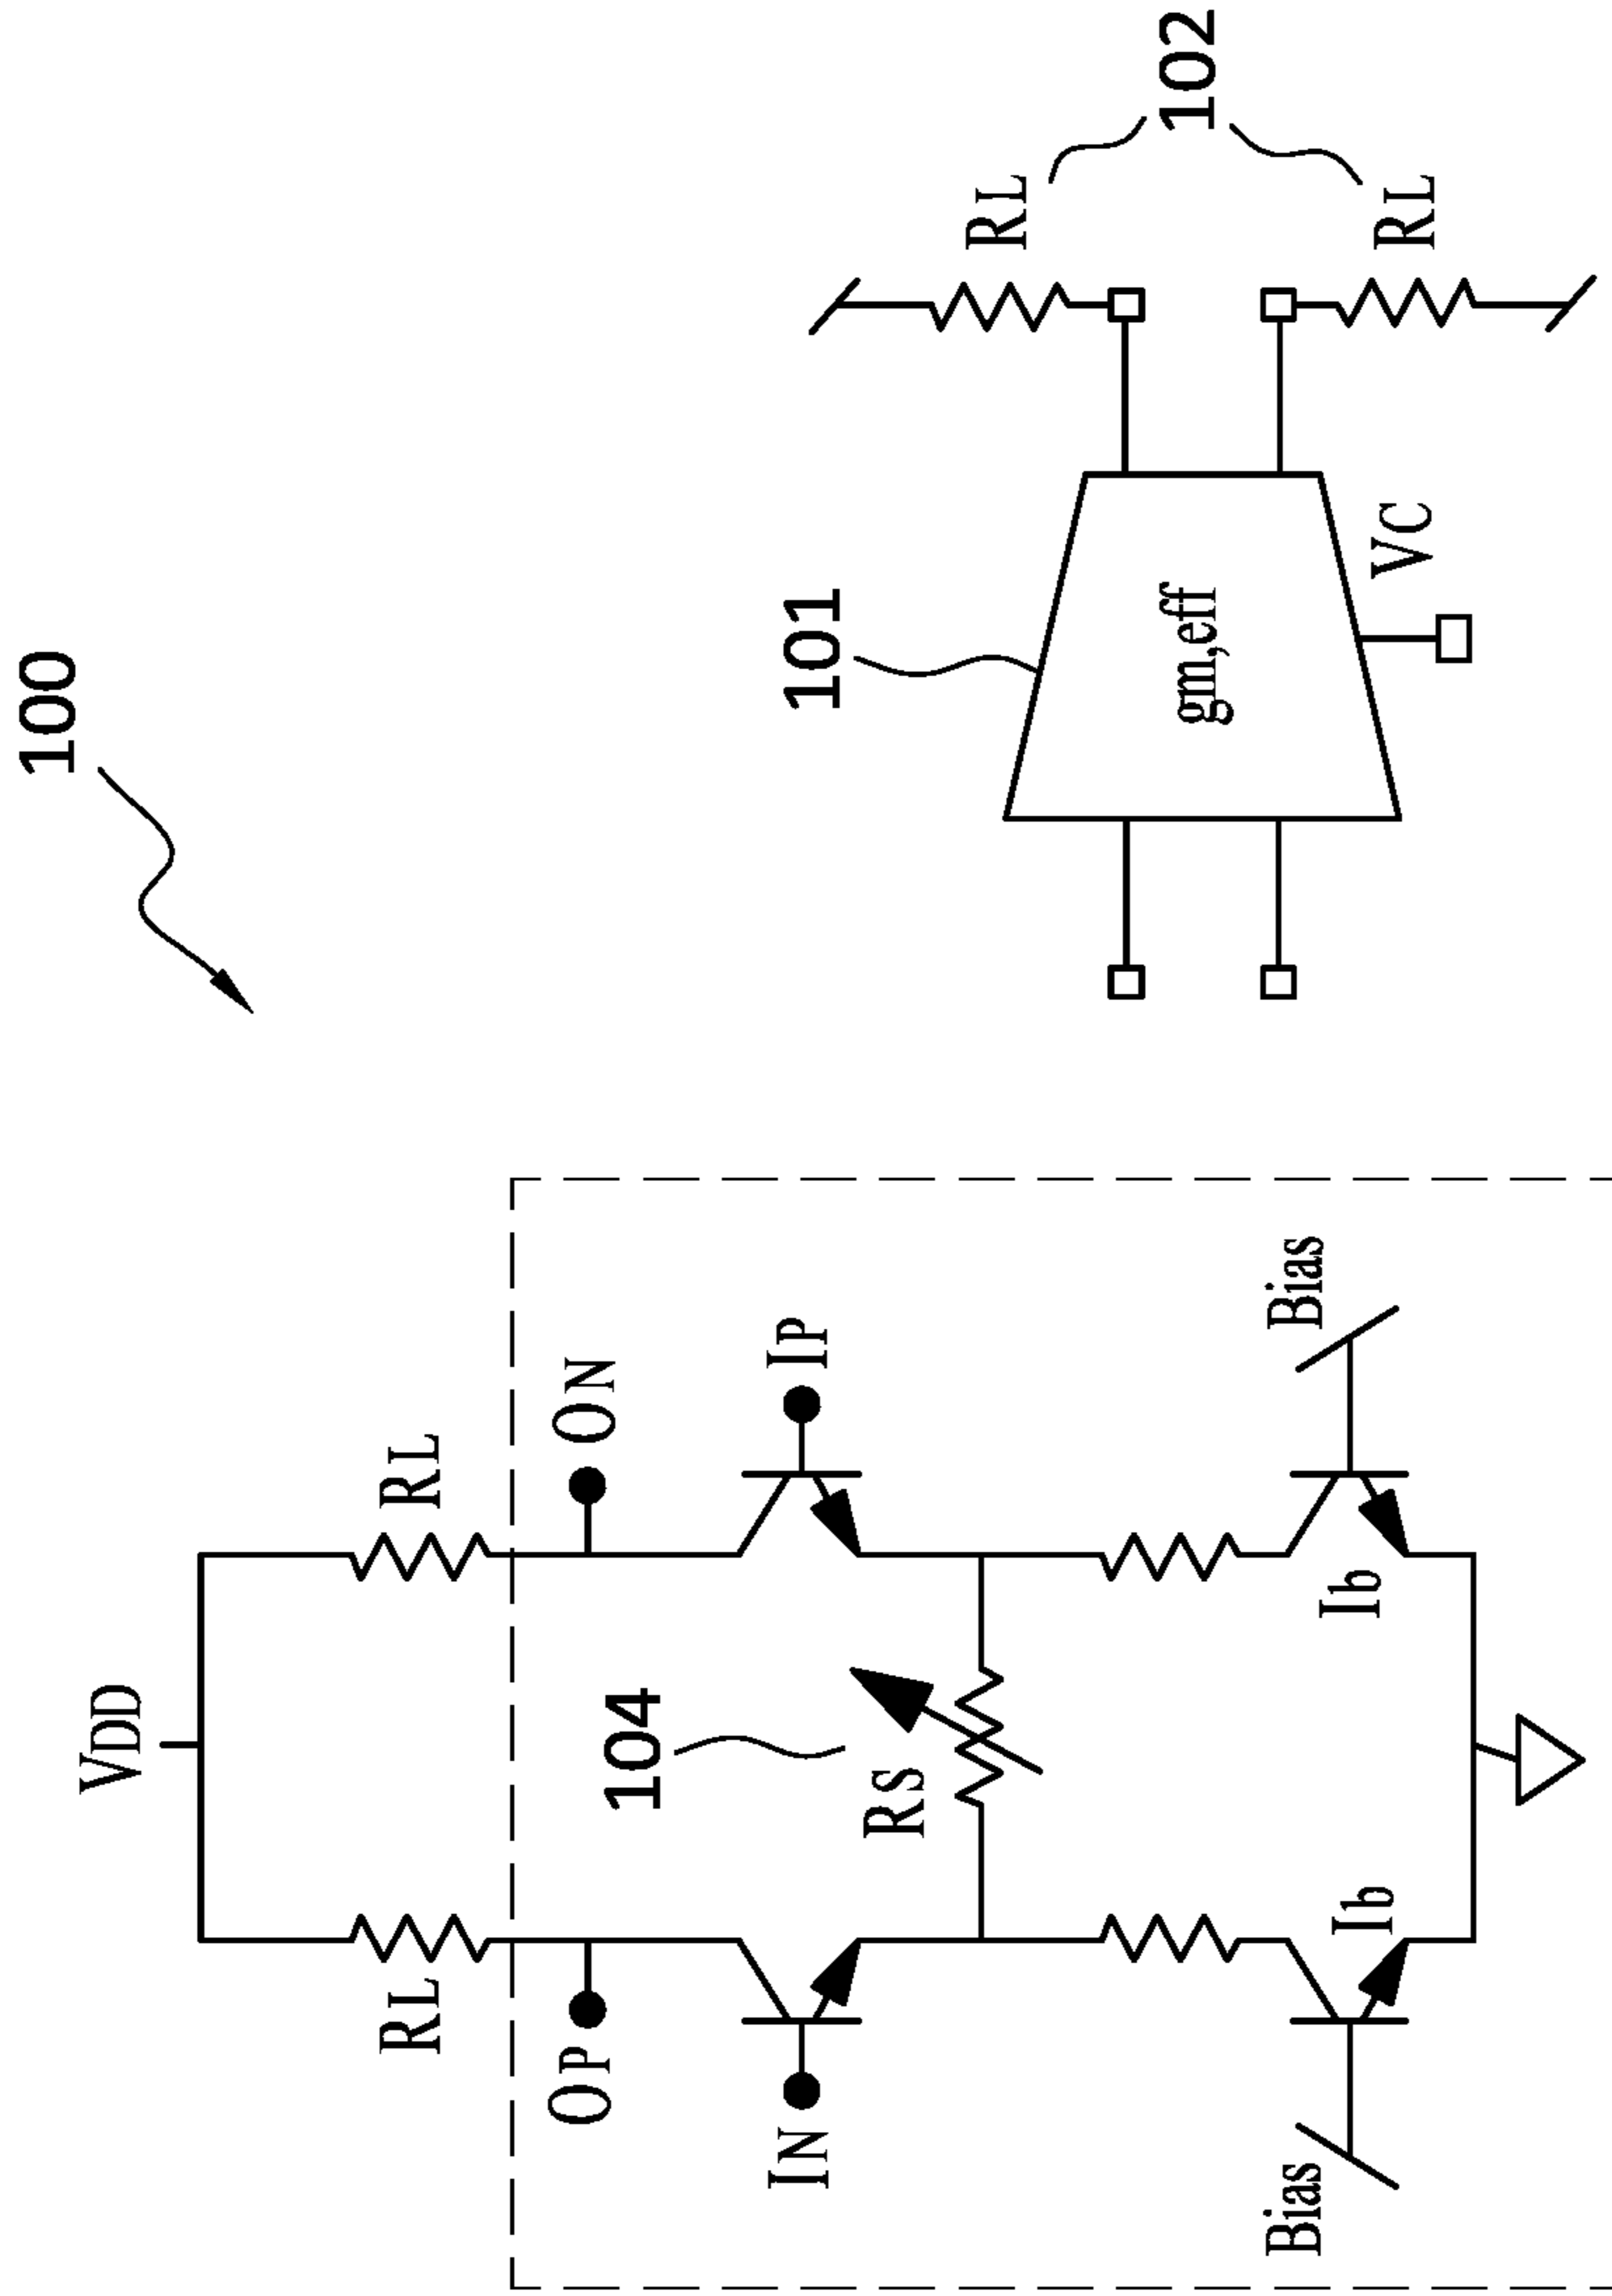 100
VDD
RL
RL
OP
ON
104
IN
IP
RS
Ib
Ib
Bias
Bias
101
gm,eff
VC
RL
RL
102